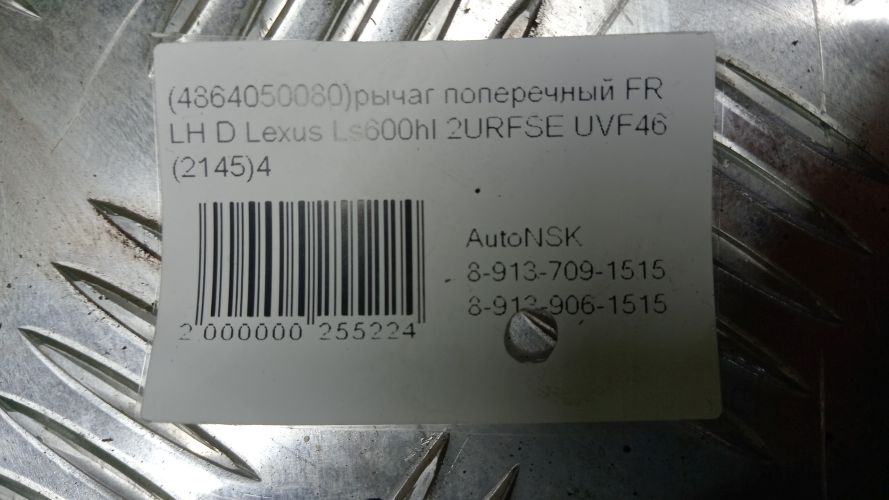 (4864050080)рычаг поперечный FR
LH D Lexus Ls600hl 2URFSE UVF46
(2145)4
AutoNSK
8-913-709-1515
8-913-906-1515
2 000000 255224